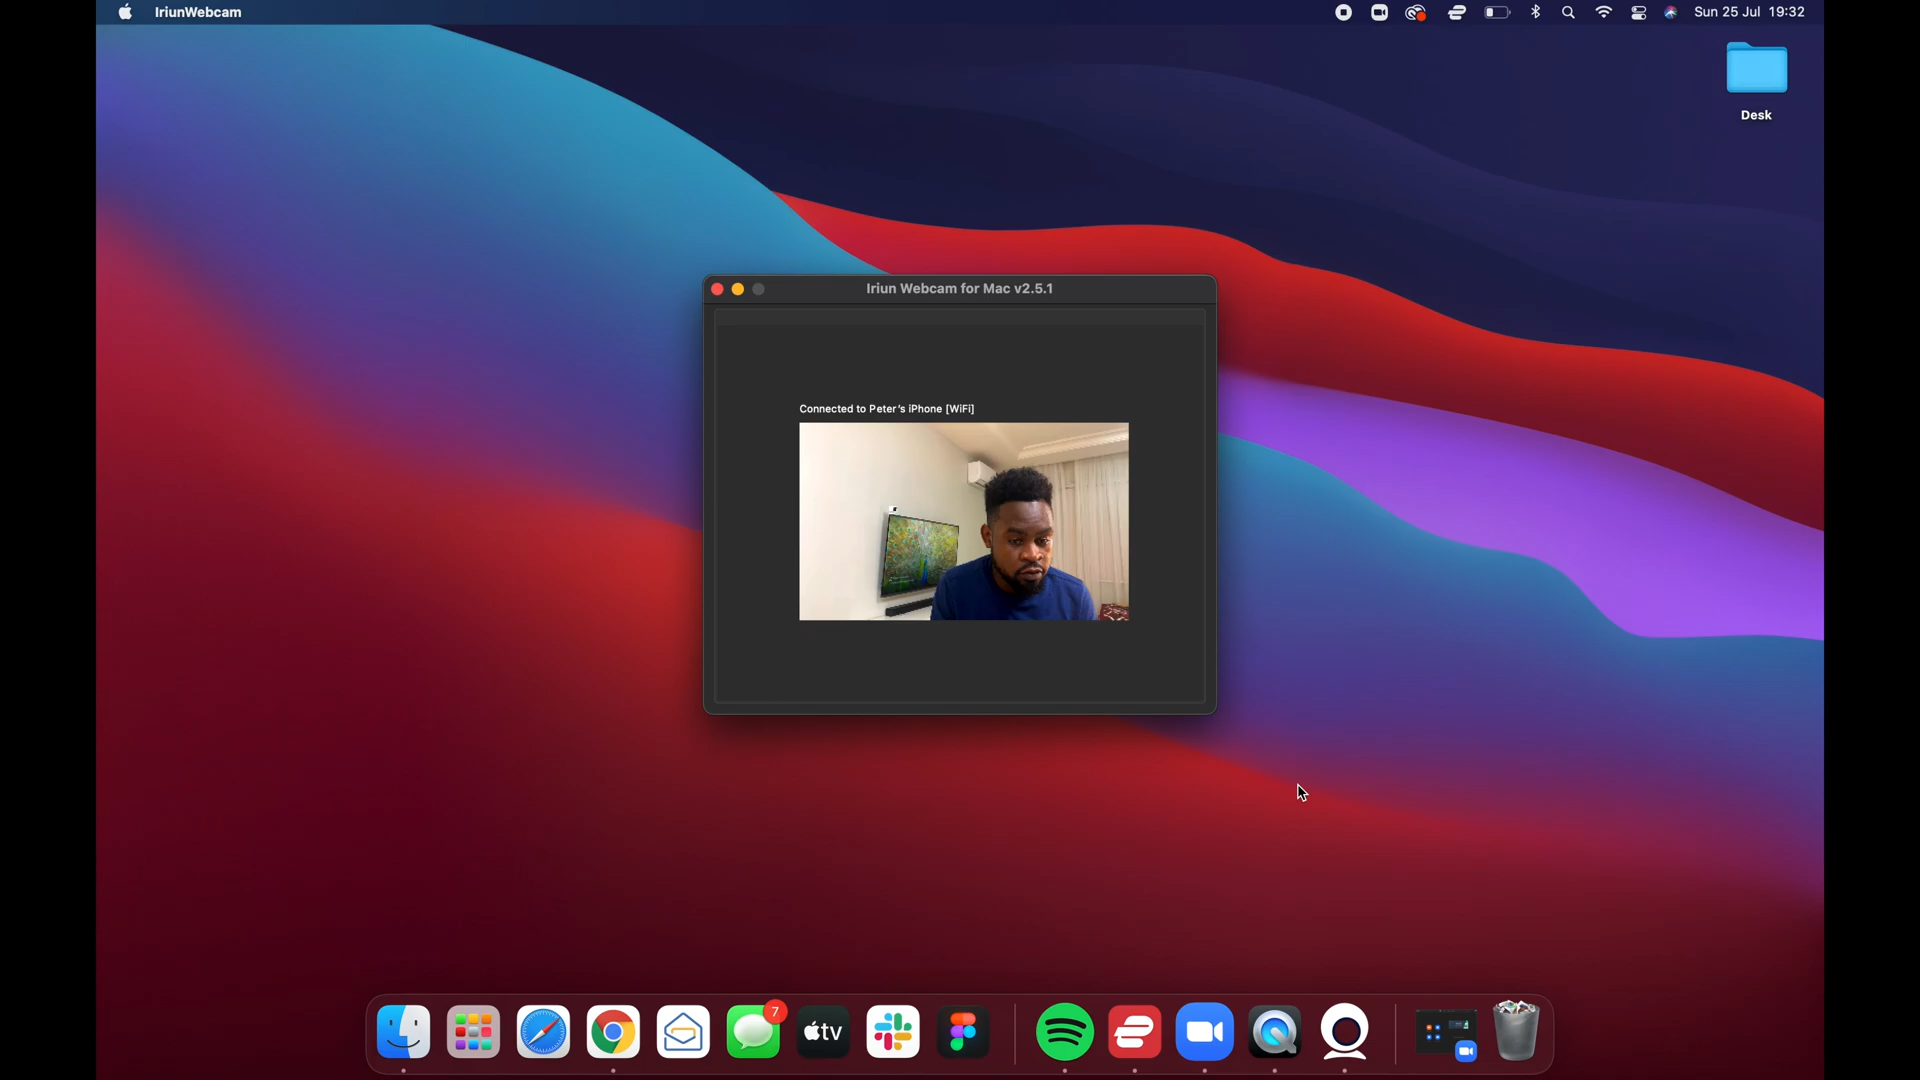 IriunWebcam
Sun 25 Jul 19:32
Desk
Iriun Webcam for Mac v2.5.1
Connected to Peter's iPhone [WiFi]
7
tv